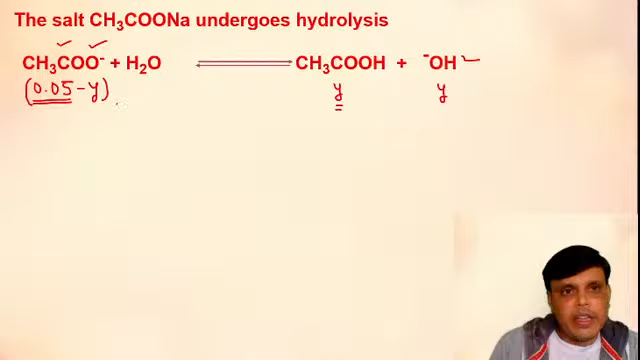 The salt CH₃COONa undergoes hydrolysis
CH₃COO⁻ + H₂O ⇌ CH₃COOH + ⁻OH
(0.05 - y) y y